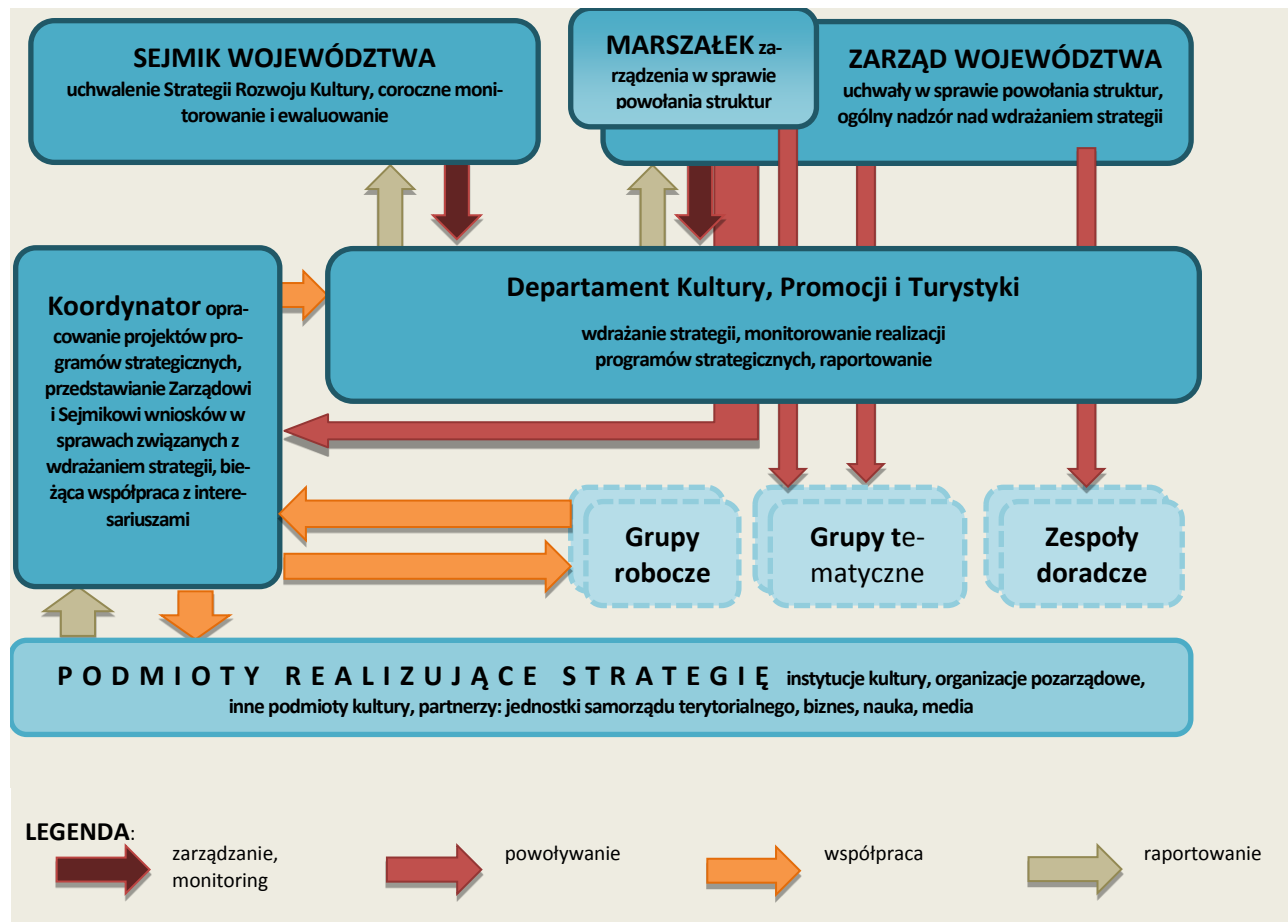 SEJMIK WOJEWÓDZTWA
uchwalenie Strategii Rozwoju Kultury, coroczne moni-
torowanie i ewaluowanie
MARSZAŁEK za-
rządzenia w sprawie
powołania struktur
ZARZĄD WOJEWÓDZTWA
uchwały w sprawie powołania struktur,
ogólny nadzór nad wdrażaniem strategii
Koordynator opra-
cowanie projektów pro-
gramów strategicznych,
przedstawianie Zarządowi
i Sejmikowi wniosków w
sprawach związanych z
wdrażaniem strategii, bie-
żąca współpraca z intere-
sariuszami
Departament Kultury, Promocji i Turystyki
wdrażanie strategii, monitorowanie realizacji
programów strategicznych, raportowanie
Grupy
robocze
Grupy te-
matyczne
Zespoły
doradcze
PODMIOTY REALIZUJĄCE STRATEGIĘ instytucje kultury, organizacje pozarządowe,
inne podmioty kultury, partnerzy: jednostki samorządu terytorialnego, biznes, nauka, media
LEGENDA:
zarządzanie,
monitoring
powoływanie
współpraca
raportowanie